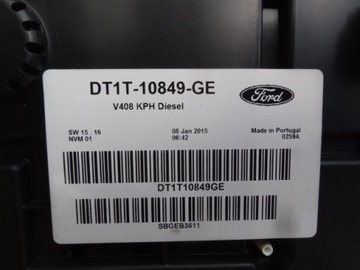 DT1T-10849-GE
V408 KPH Diesel
Ford
SW 15 . 16
NVM 01
08 Jan 2015
06:42
Made in Portugal
0259A
DT1T10849GE
SBGEB3611